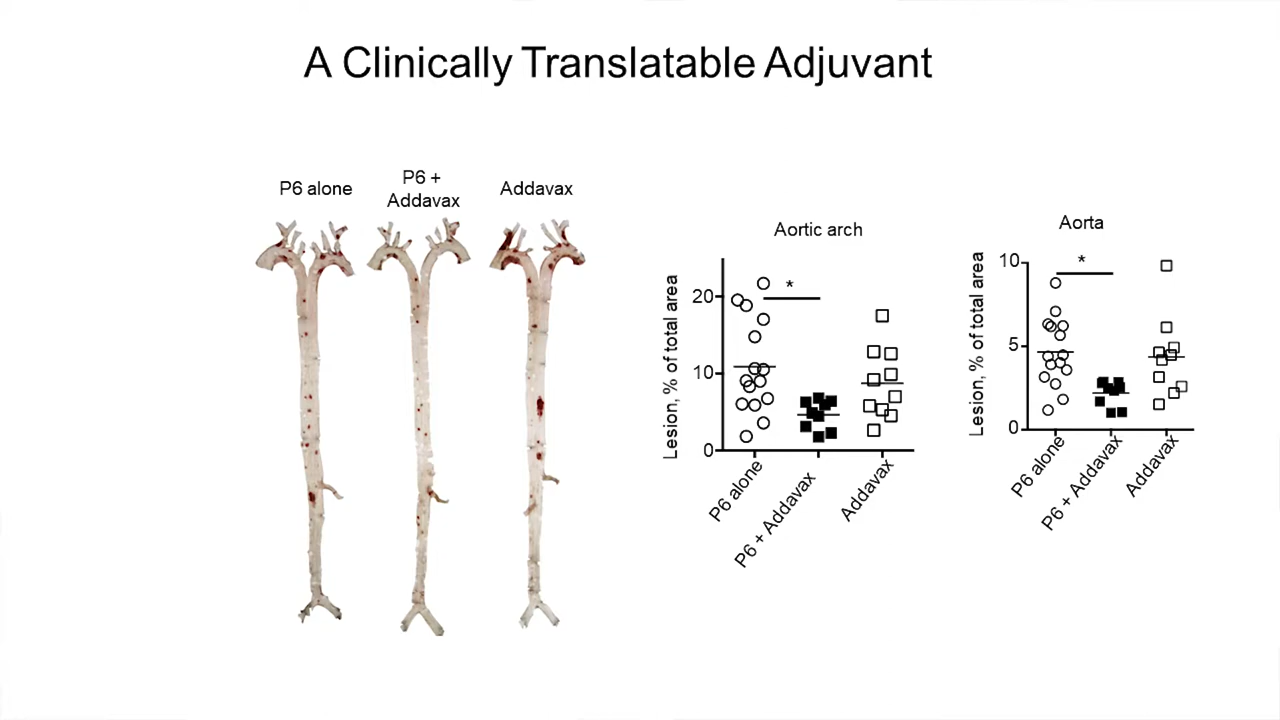 A Clinically Translatable Adjuvant
P6 alone
P6 +
Addavax
Addavax
Aortic arch
Lesion, % of total area
20
10
0
*
P6 alone
P6 + Addavax
Addavax
Aorta
Lesion, % of total area
10
5
0
*
P6 alone
P6 + Addavax
Addavax